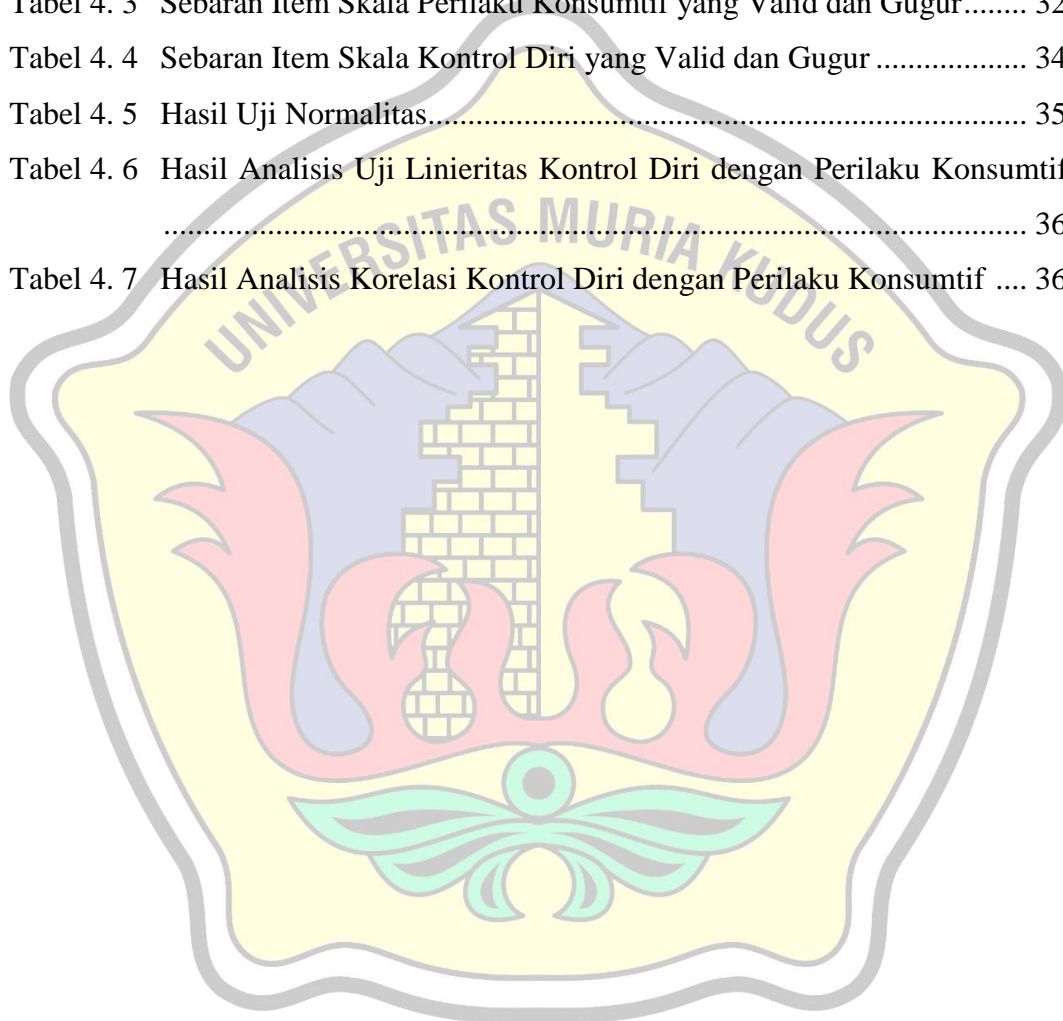 Tabel 4. 3 Sebaran Item Skala Perilaku Konsumtif yang Valid dan Gugur........ 32
Tabel 4. 4 Sebaran Item Skala Kontrol Diri yang Valid dan Gugur .................. 34
Tabel 4. 5 Hasil Uji Normalitas............................................................................ 35
Tabel 4. 6 Hasil Analisis Uji Linieritas Kontrol Diri dengan Perilaku Konsumtif
............................................................................................................ 36
Tabel 4. 7 Hasil Analisis Korelasi Kontrol Diri dengan Perilaku Konsumtif .... 36
UNIVERSITAS MURIA KUDUS